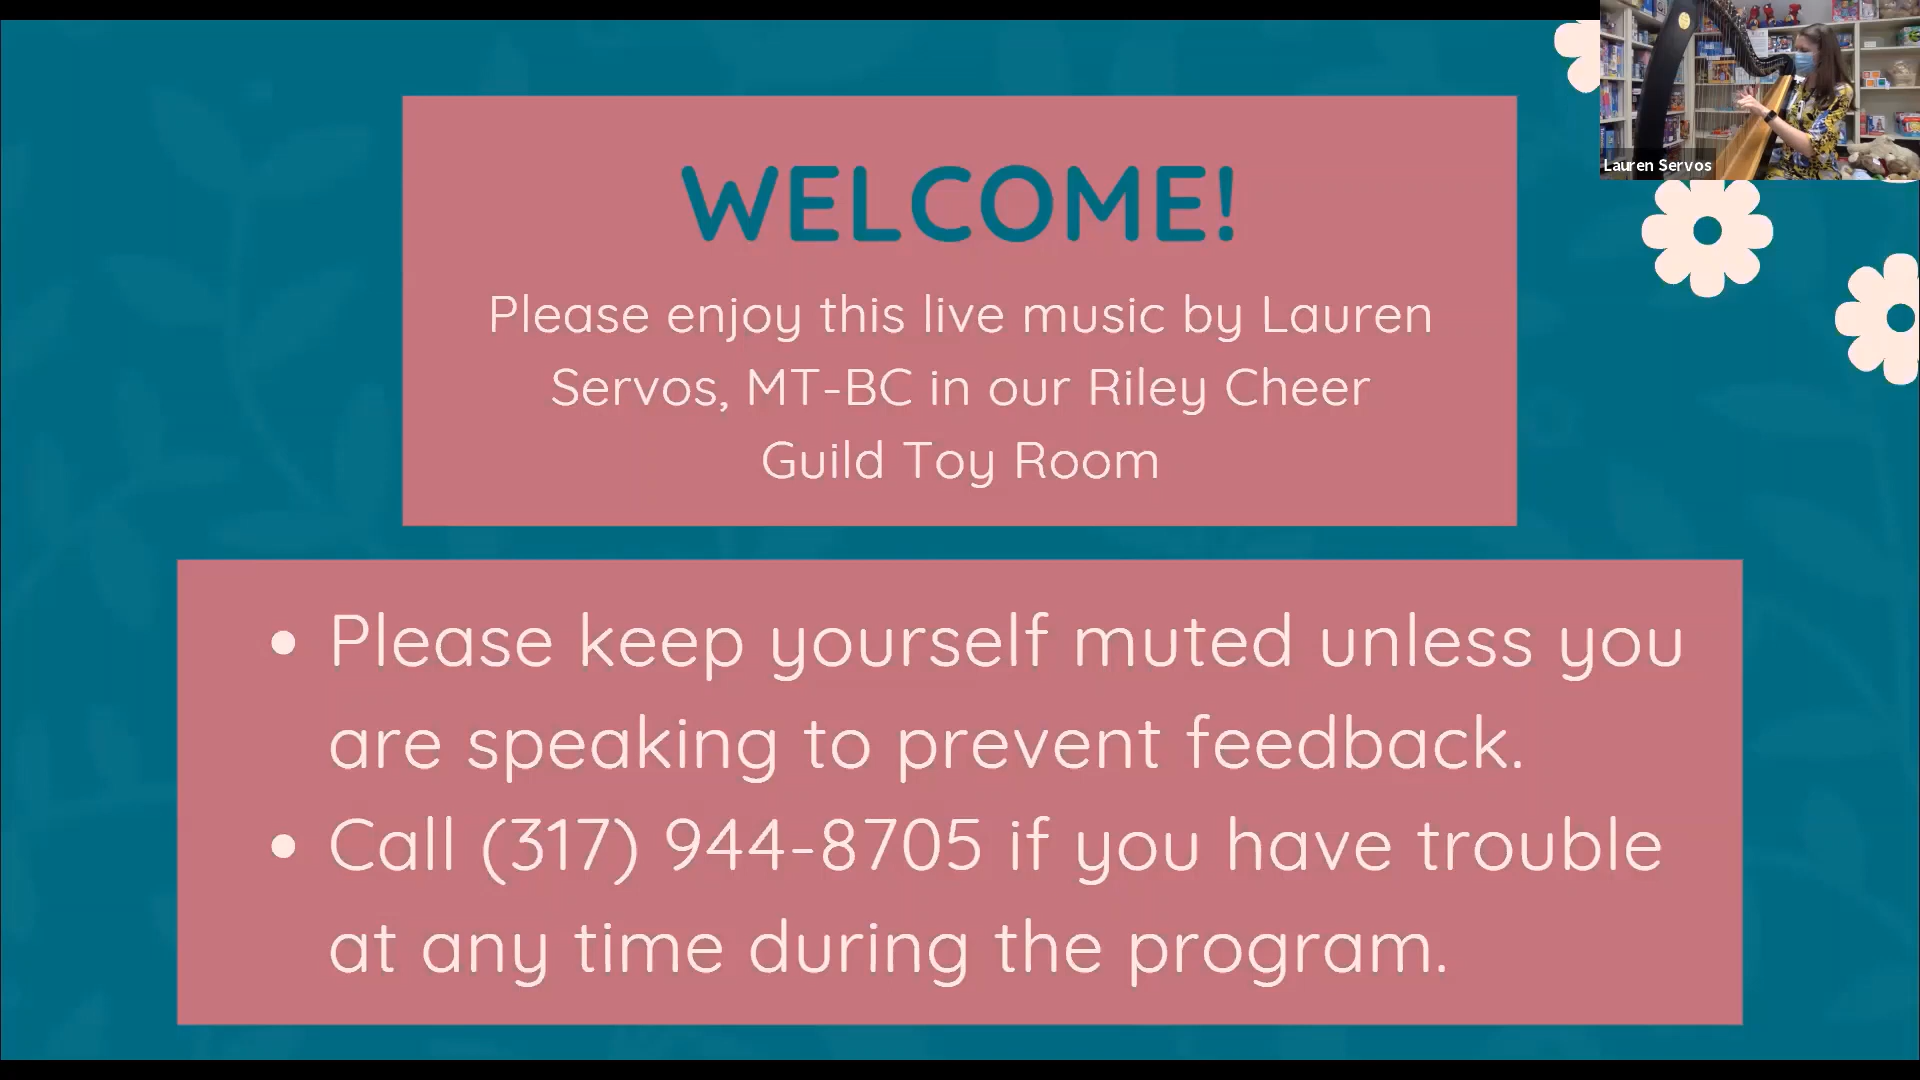 WELCOME!
Please enjoy this live music by Lauren
Servos, MT-BC in our Riley Cheer
Guild Toy Room
Lauren Servos
• Please keep yourself muted unless you
are speaking to prevent feedback.
• Call (317) 944-8705 if you have trouble
at any time during the program.